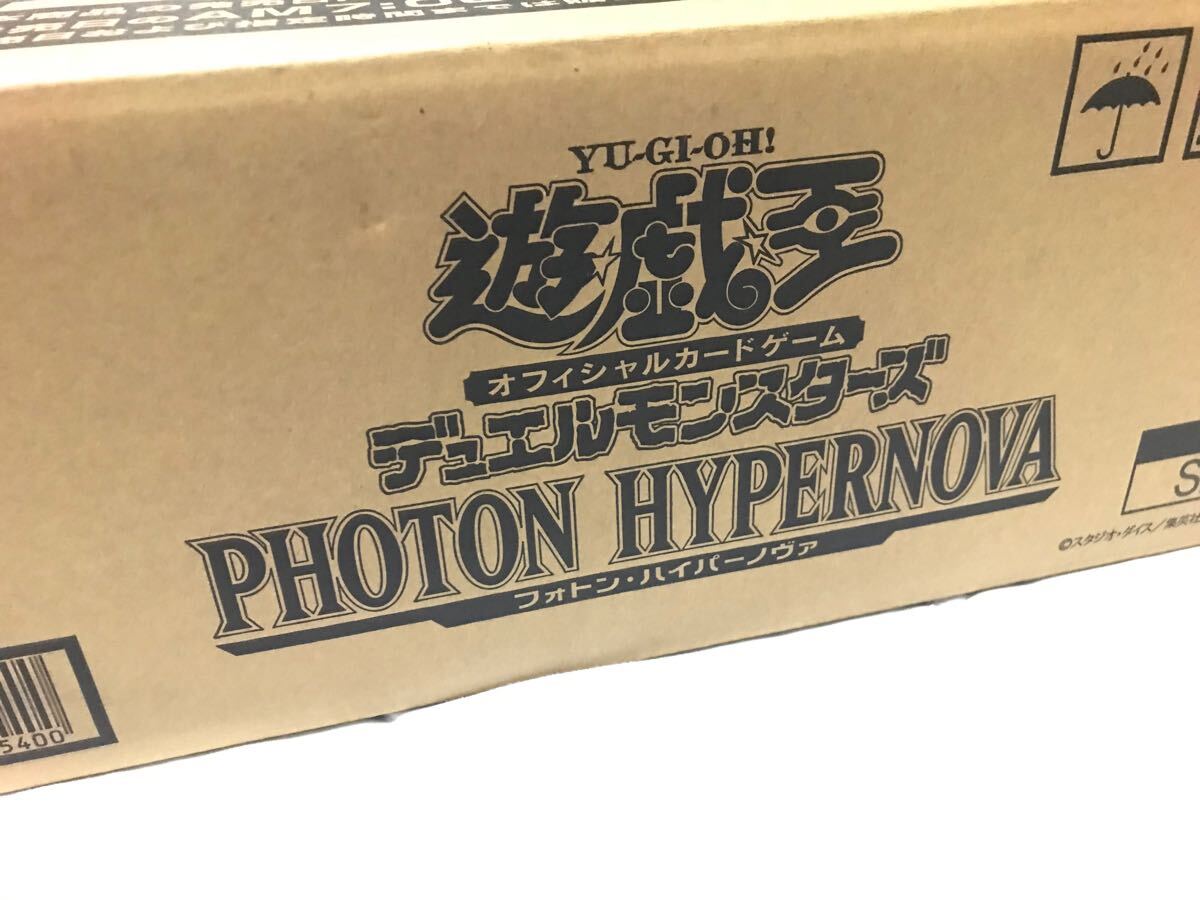 YU-GI-OH!
遊☆戯☆王
オフィシャルカードゲーム
デュエルモンスターズ
PHOTON HYPERNOVA
フォトン・ハイパーノヴァ
©スタジオ・ダイス/集英社
5400